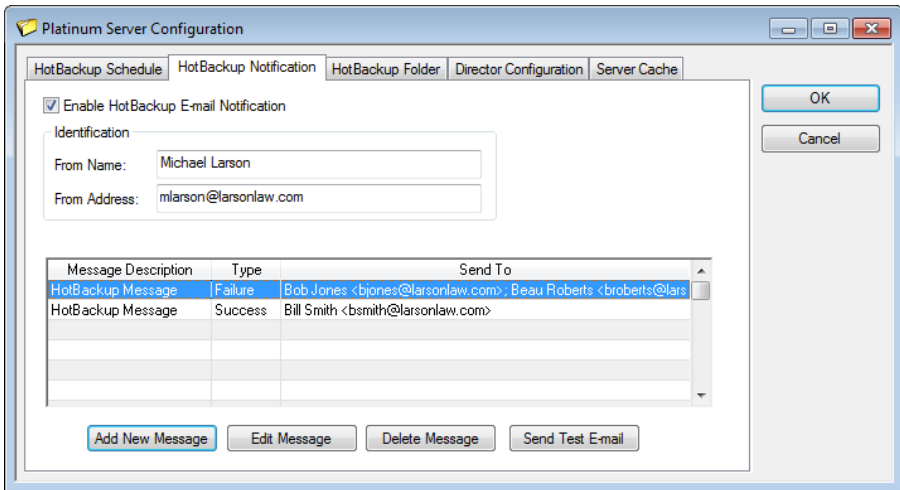 Platinum Server Configuration
HotBackup Schedule HotBackup Notification HotBackup Folder Director Configuration Server Cache
Enable HotBackup E-mail Notification
OK
Identification
Cancel
From Name: Michael Larson
From Address: mlarson@larsonlaw.com
Message Description Type Send To
HotBackup Message Failure Bob Jones <bjones@larsonlaw.com>; Beau Roberts <broberts@lars
HotBackup Message Success Bill Smith <bsmith@larsonlaw.com>
Add New Message Edit Message Delete Message Send Test E-mail